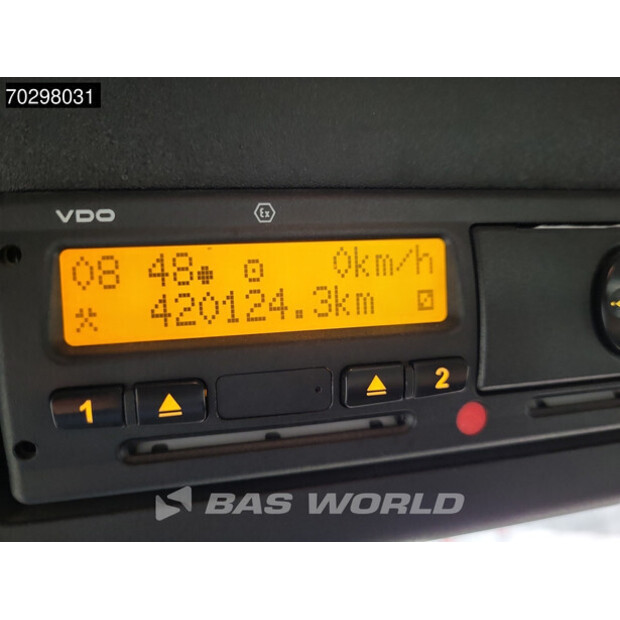 70298031
VDO
Ex
08 48 0km/h
420124.3km
1 2
BAS WORLD